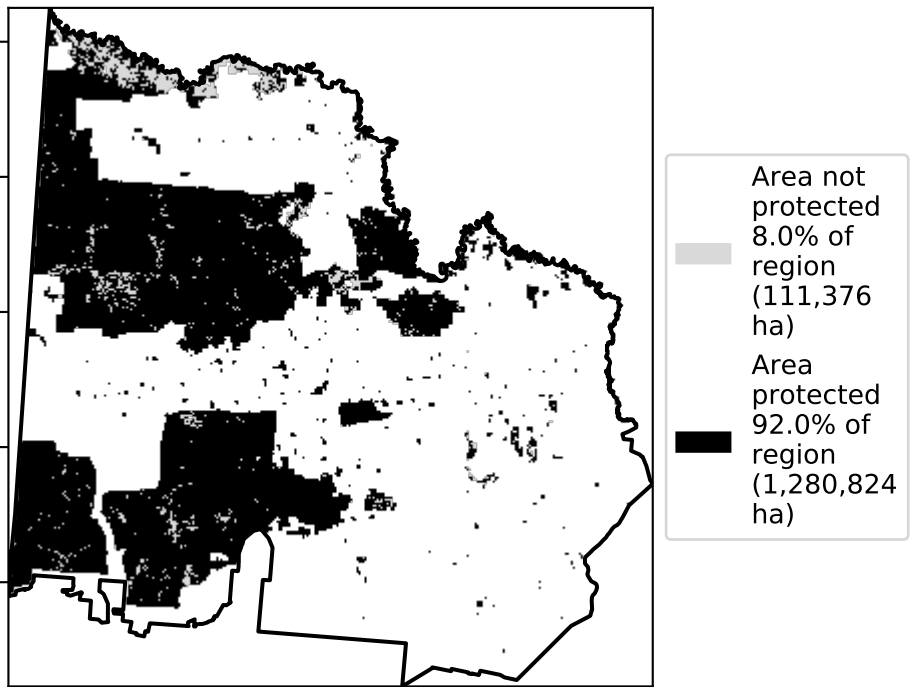 Area not
protected
8.0% of
region
(111,376
ha)
Area
protected
92.0% of
region
(1,280,824
ha)